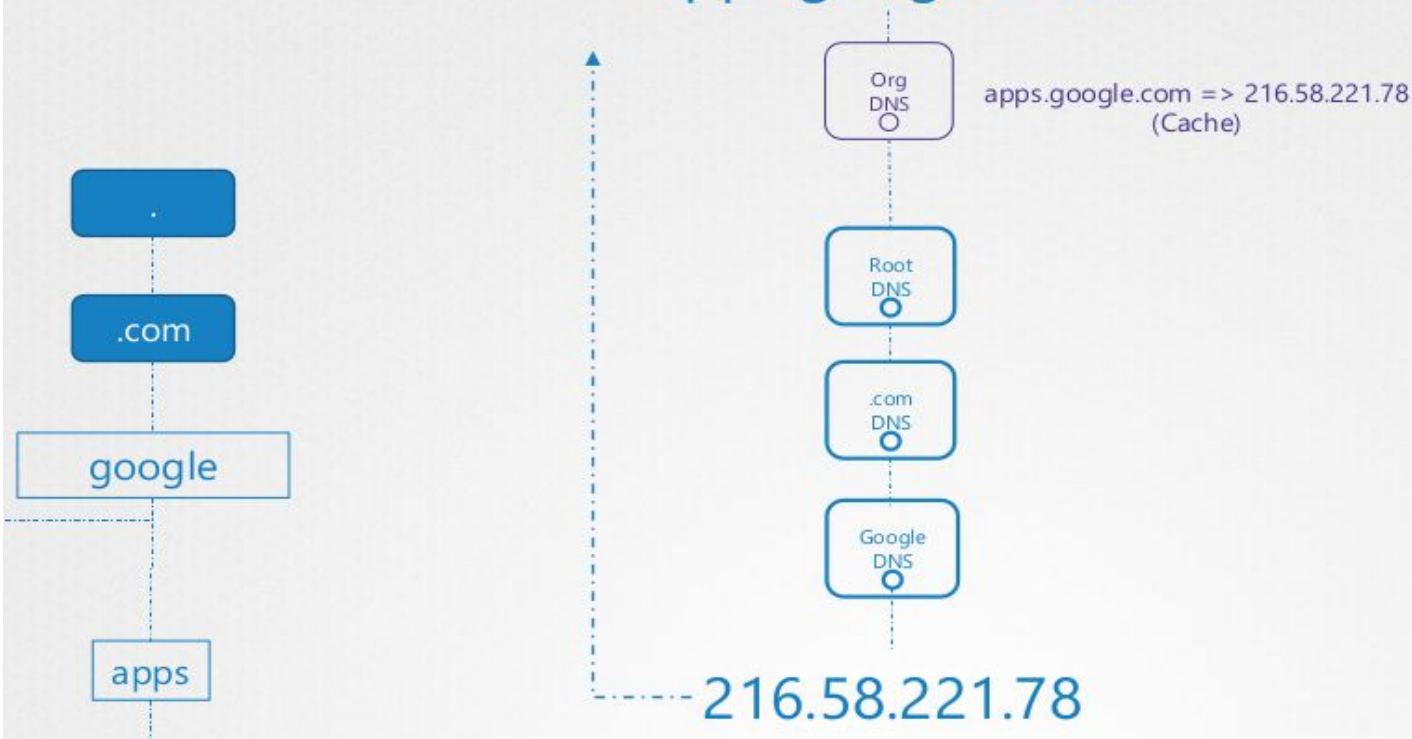 Org
DNS
apps.google.com => 216.58.221.78
(Cache)
.
.com
google
apps
Root
DNS
.com
DNS
Google
DNS
216.58.221.78